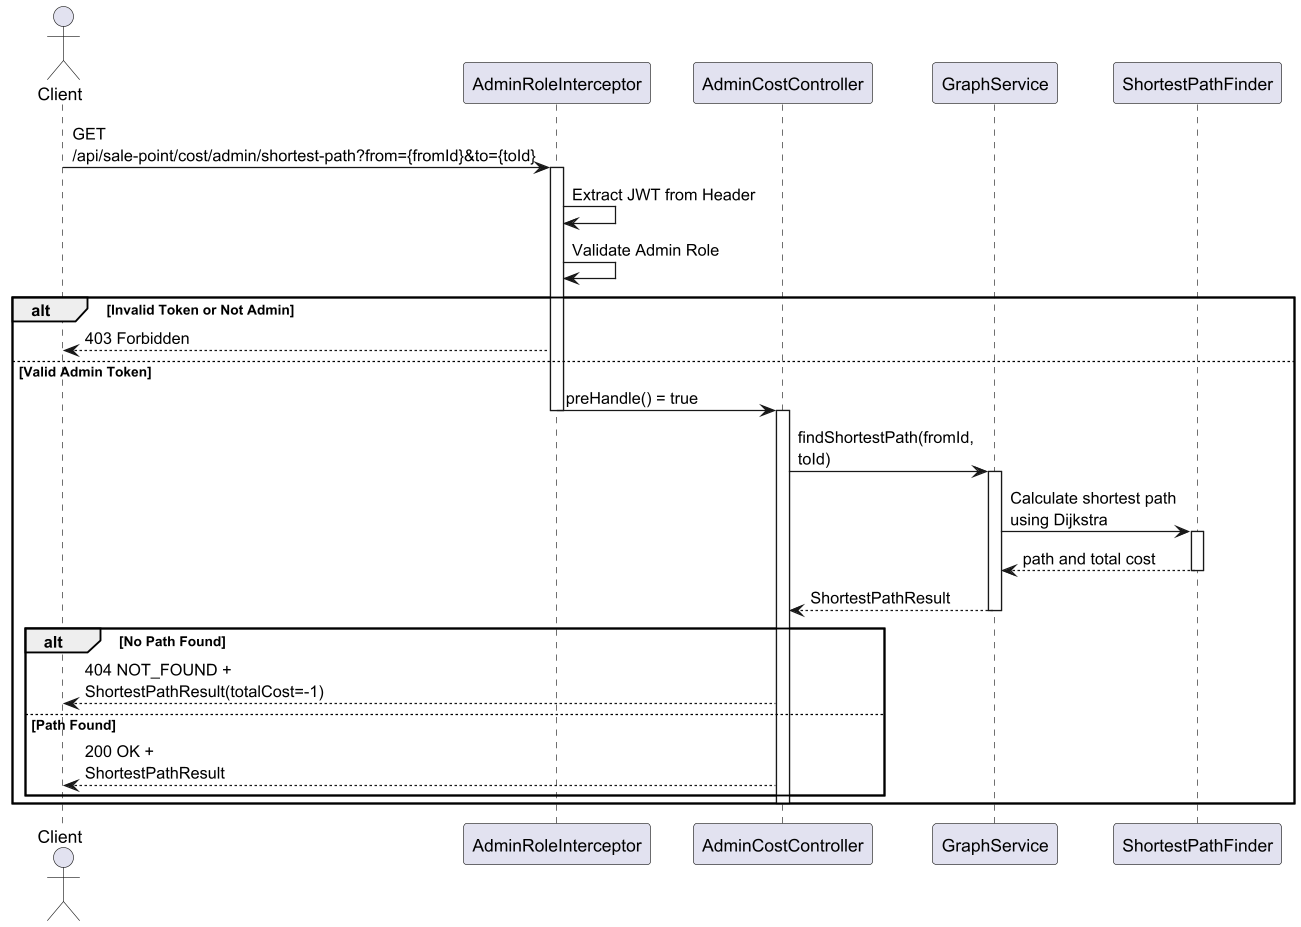 Client
AdminRoleInterceptor
AdminCostController
GraphService
ShortestPathFinder
GET
/api/sale-point/cost/admin/shortest-path?from={fromId}&to={toId}
Extract JWT from Header
Validate Admin Role
alt
[Invalid Token or Not Admin]
403 Forbidden
[Valid Admin Token]
preHandle() = true
findShortestPath(fromId,
toId)
Calculate shortest path
using Dijkstra
path and total cost
ShortestPathResult
alt
[No Path Found]
404 NOT_FOUND +
ShortestPathResult(totalCost=-1)
[Path Found]
200 OK +
ShortestPathResult
Client
AdminRoleInterceptor
AdminCostController
GraphService
ShortestPathFinder